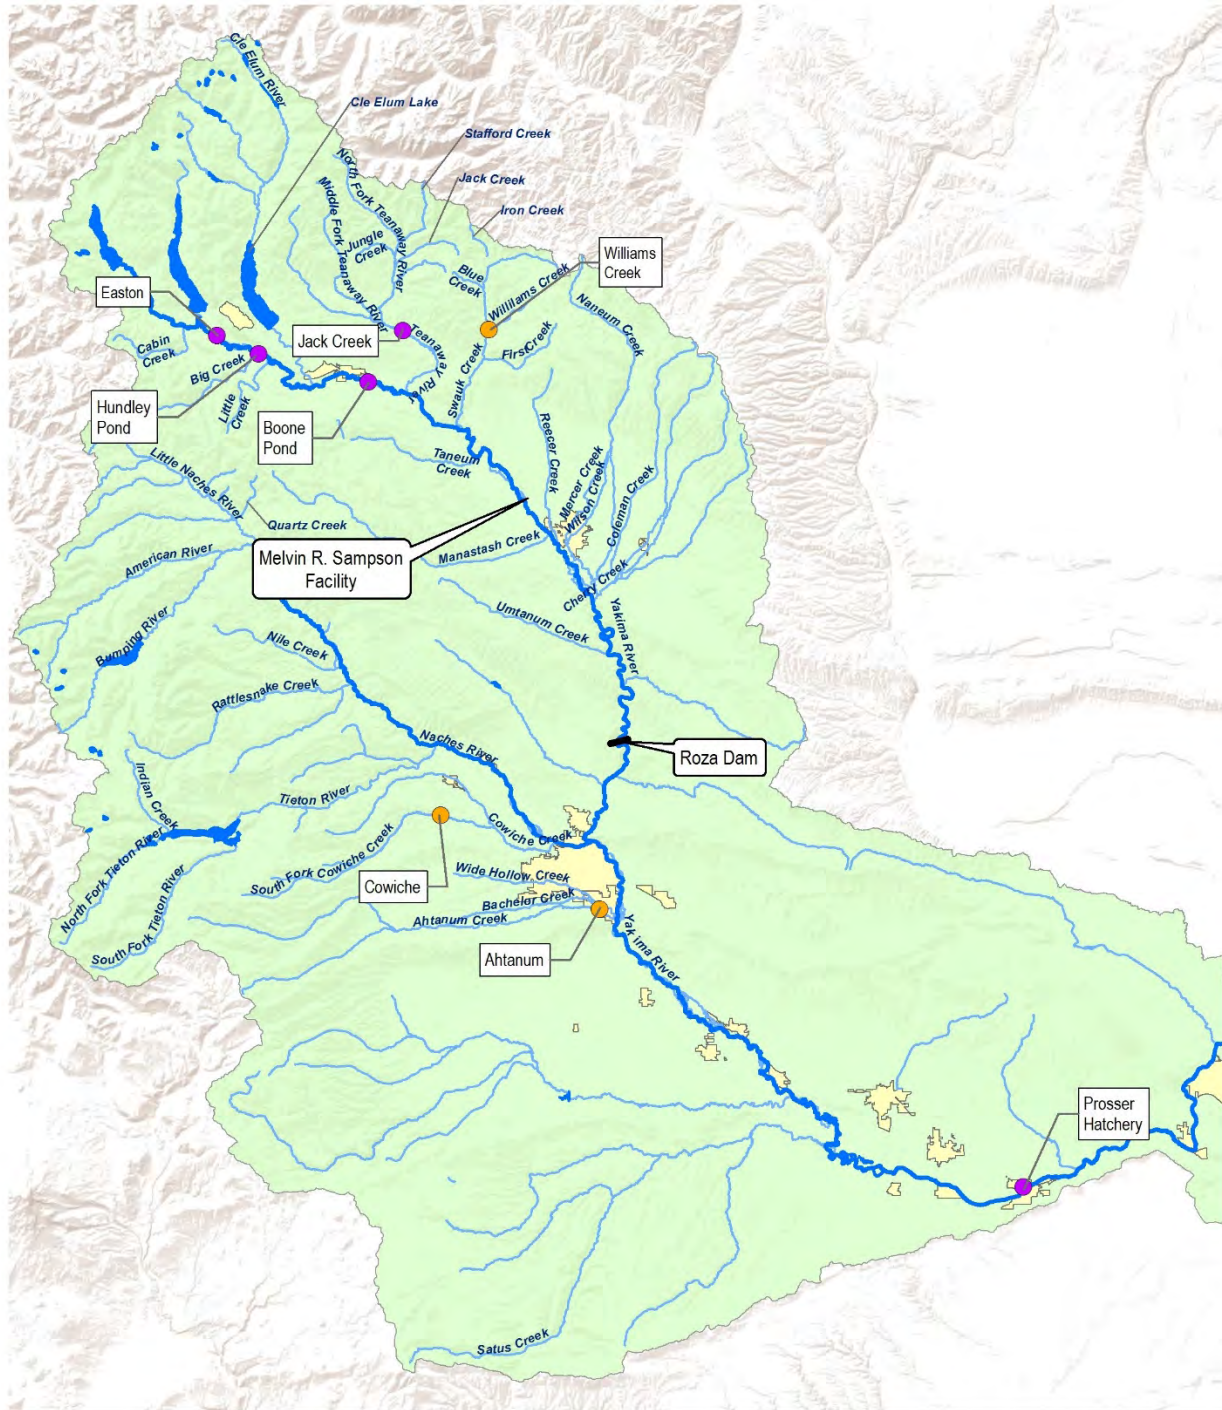 Cle Elum River
Cle Elum Lake
Stafford Creek
North Fork Teanaway River
Middle Fork Teanaway River
Jack Creek
Iron Creek
Jungle
Creek
Williams
Creek
Blue
Creek
Willilams Creek
Naneum Creek
Easton
Jack Creek
Teanaway River
First Creek
Cabin
Creek
Big Creek
Little
Creek
Swauk Creek
Hundley
Pond
Boone
Pond
Reecer Creek
Taneum
Creek
Mercer Creek
Wilson Creek
Coleman Creek
Little Naches River
Quartz Creek
American River
Melvin R. Sampson
Facility
Manastash Creek
Cherry Creek
Umtanum Creek
Yakima River
Bumping River
Nile Creek
Rattlesnake Creek
Naches River
Roza Dam
Indian Creek
Tieton River
Cowiche Creek
South Fork Cowiche Creek
North Fork Tieton River
South Fork Tieton River
Cowiche
Wide Hollow Creek
Bachelor Creek
Ahtanum Creek
Ahtanum
Yakima River
Prosser
Hatchery
Satus Creek